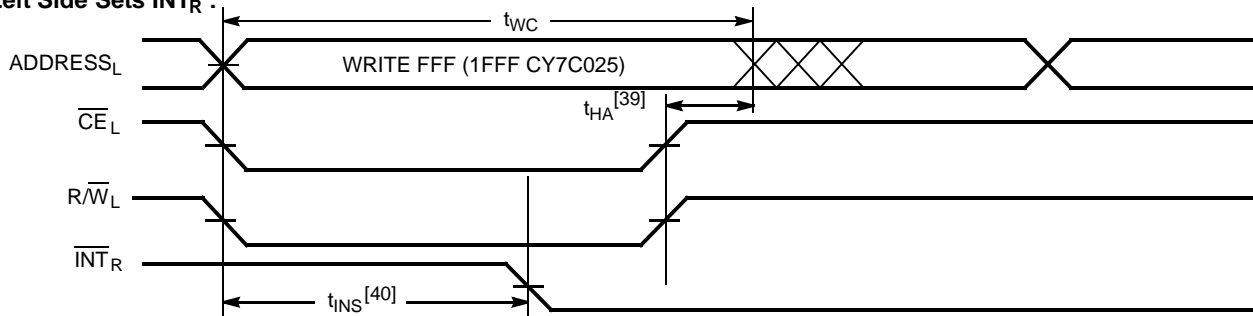 Left Side Sets INTR :
tWC
ADDRESSL
WRITE FFF (1FFF CY7C025)
tHA[39]
CEL
R/WL
INTR
tINS[40]